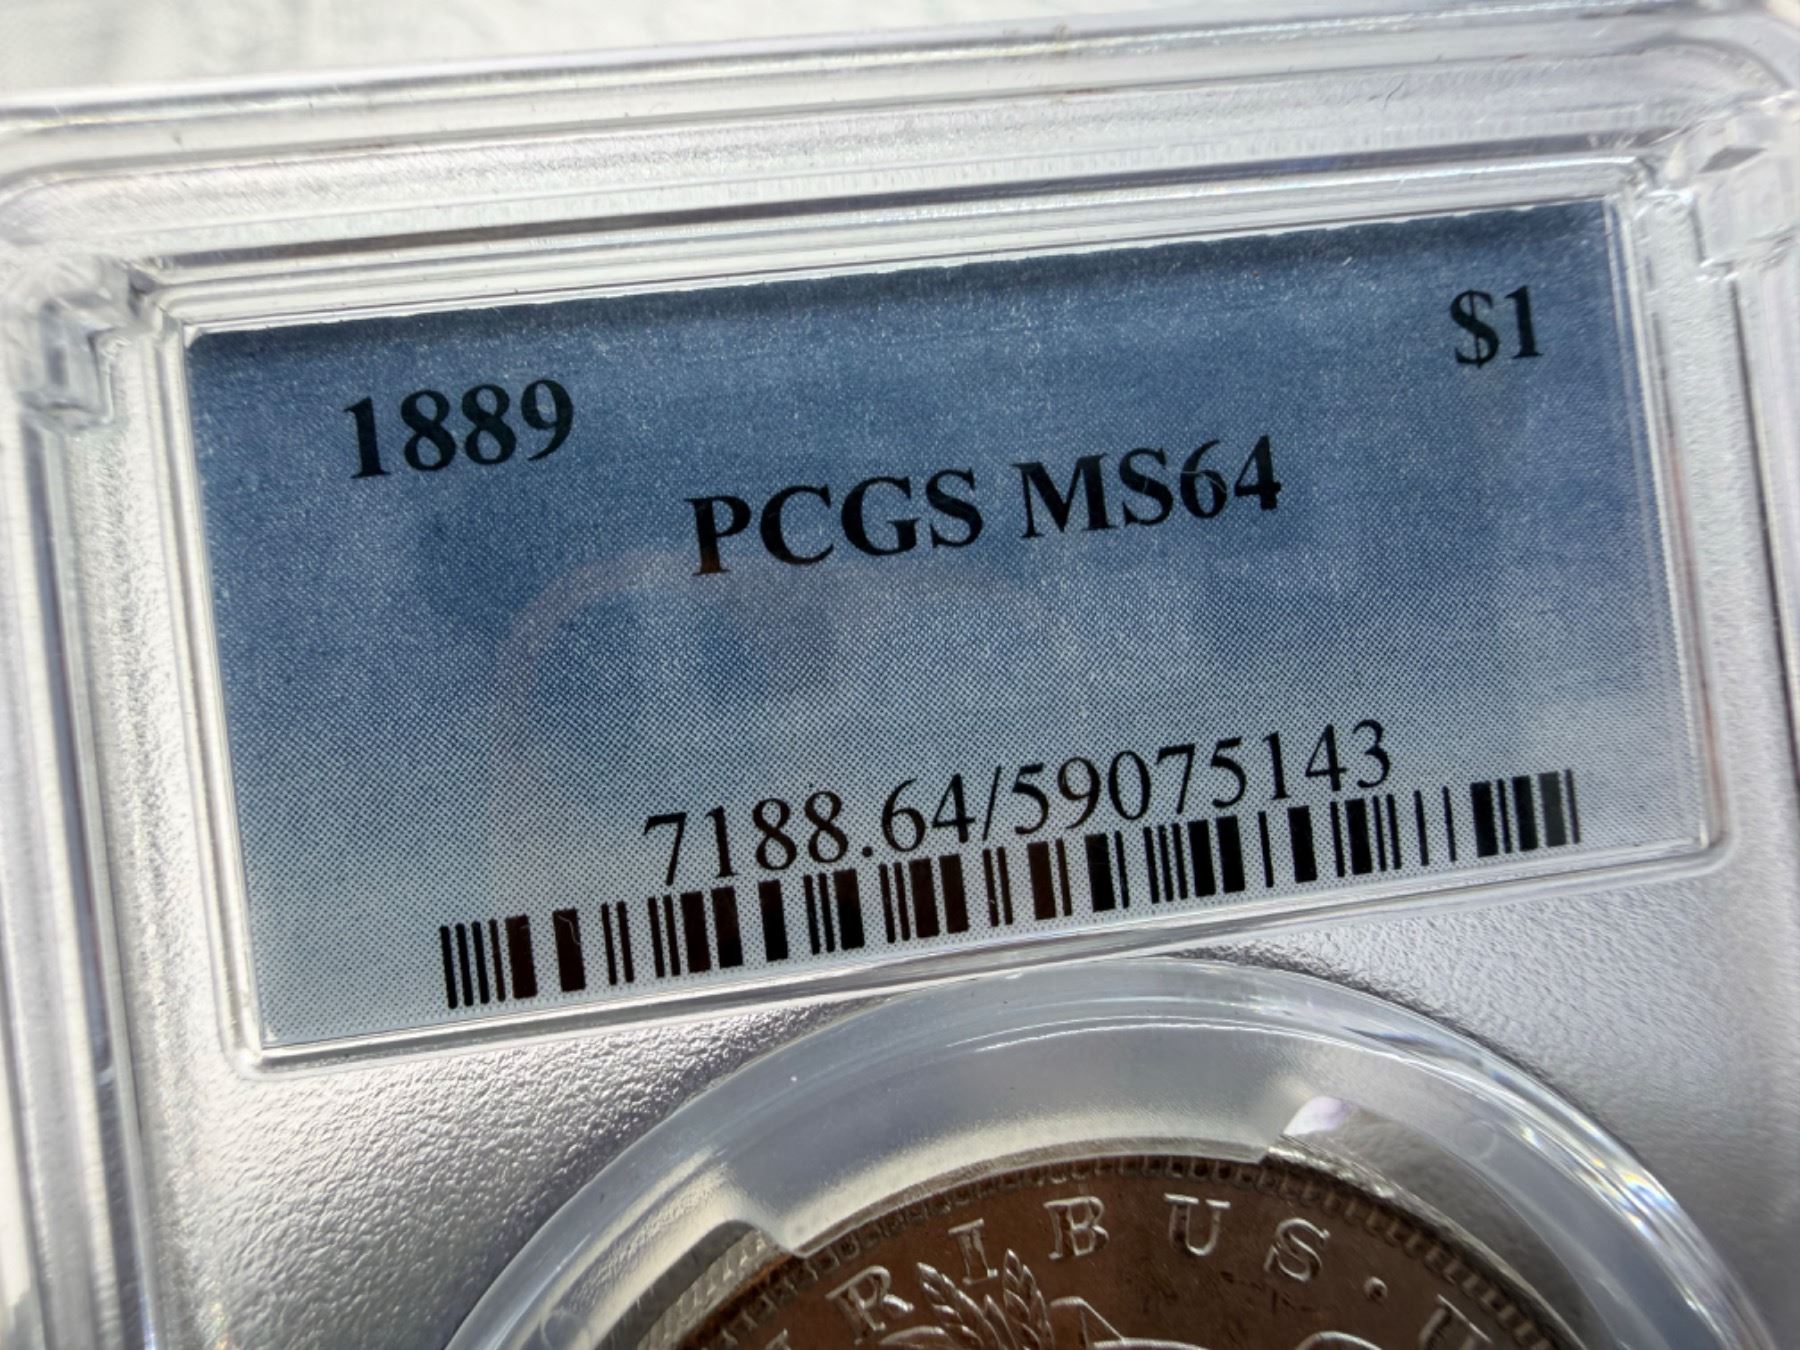 1889 $1
PCGS MS64
7188.64/59075143
RIBUS · U